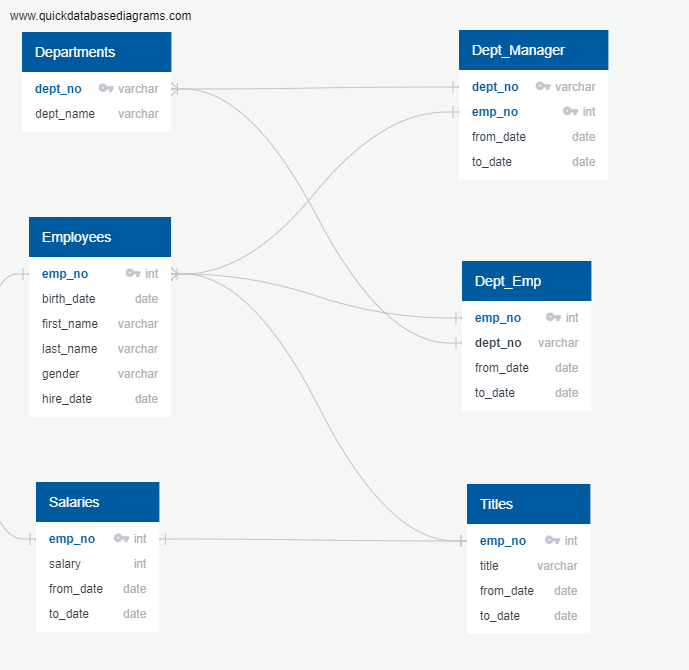 www.quickdatabasediagrams.com
Departments
dept_no varchar
dept_name varchar
Dept_Manager
dept_no varchar
emp_no int
from_date date
to_date date
Employees
emp_no int
birth_date date
first_name varchar
last_name varchar
gender varchar
hire_date date
Dept_Emp
emp_no int
dept_no varchar
from_date date
to_date date
Salaries
emp_no int
salary int
from_date date
to_date date
Titles
emp_no int
title varchar
from_date date
to_date date